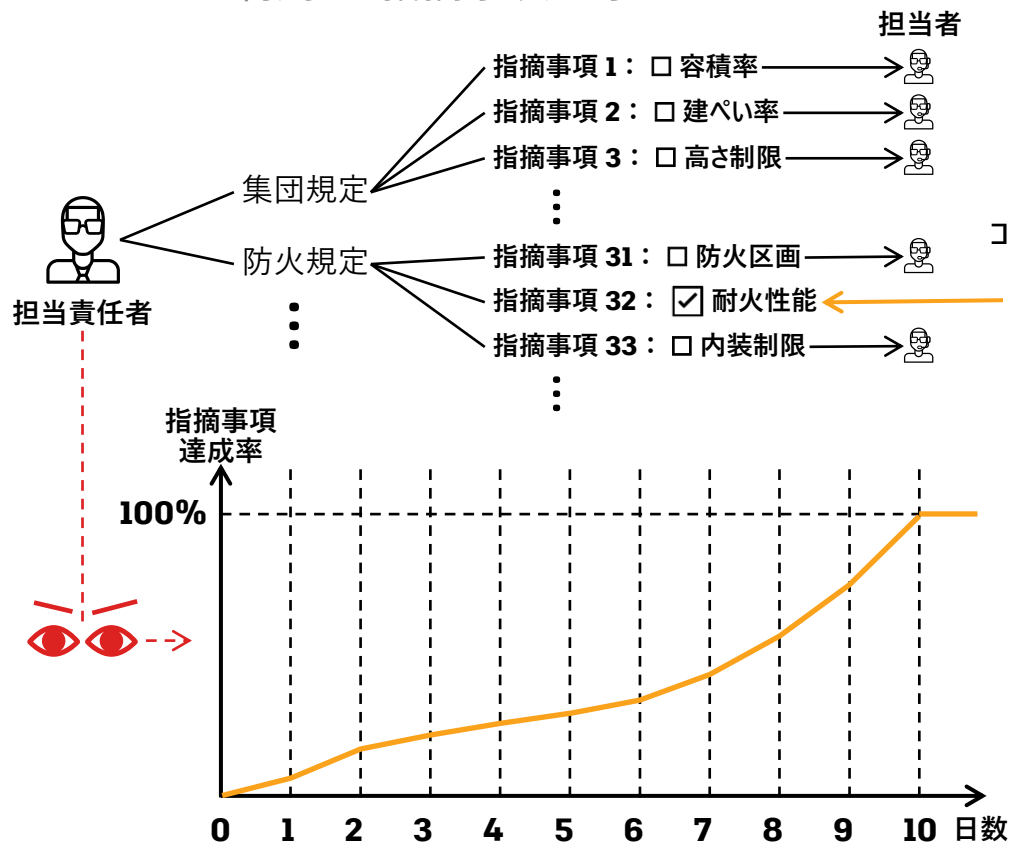 担当者
指摘事項 1： □ 容積率
指摘事項 2： □ 建ぺい率
指摘事項 3： □ 高さ制限
集団規定
防火規定
指摘事項 31： □ 防火区画
指摘事項 32： ☑ 耐火性能
指摘事項 33： □ 内装制限
担当責任者
指摘事項
達成率
100%
0 1 2 3 4 5 6 7 8 9 10 日数